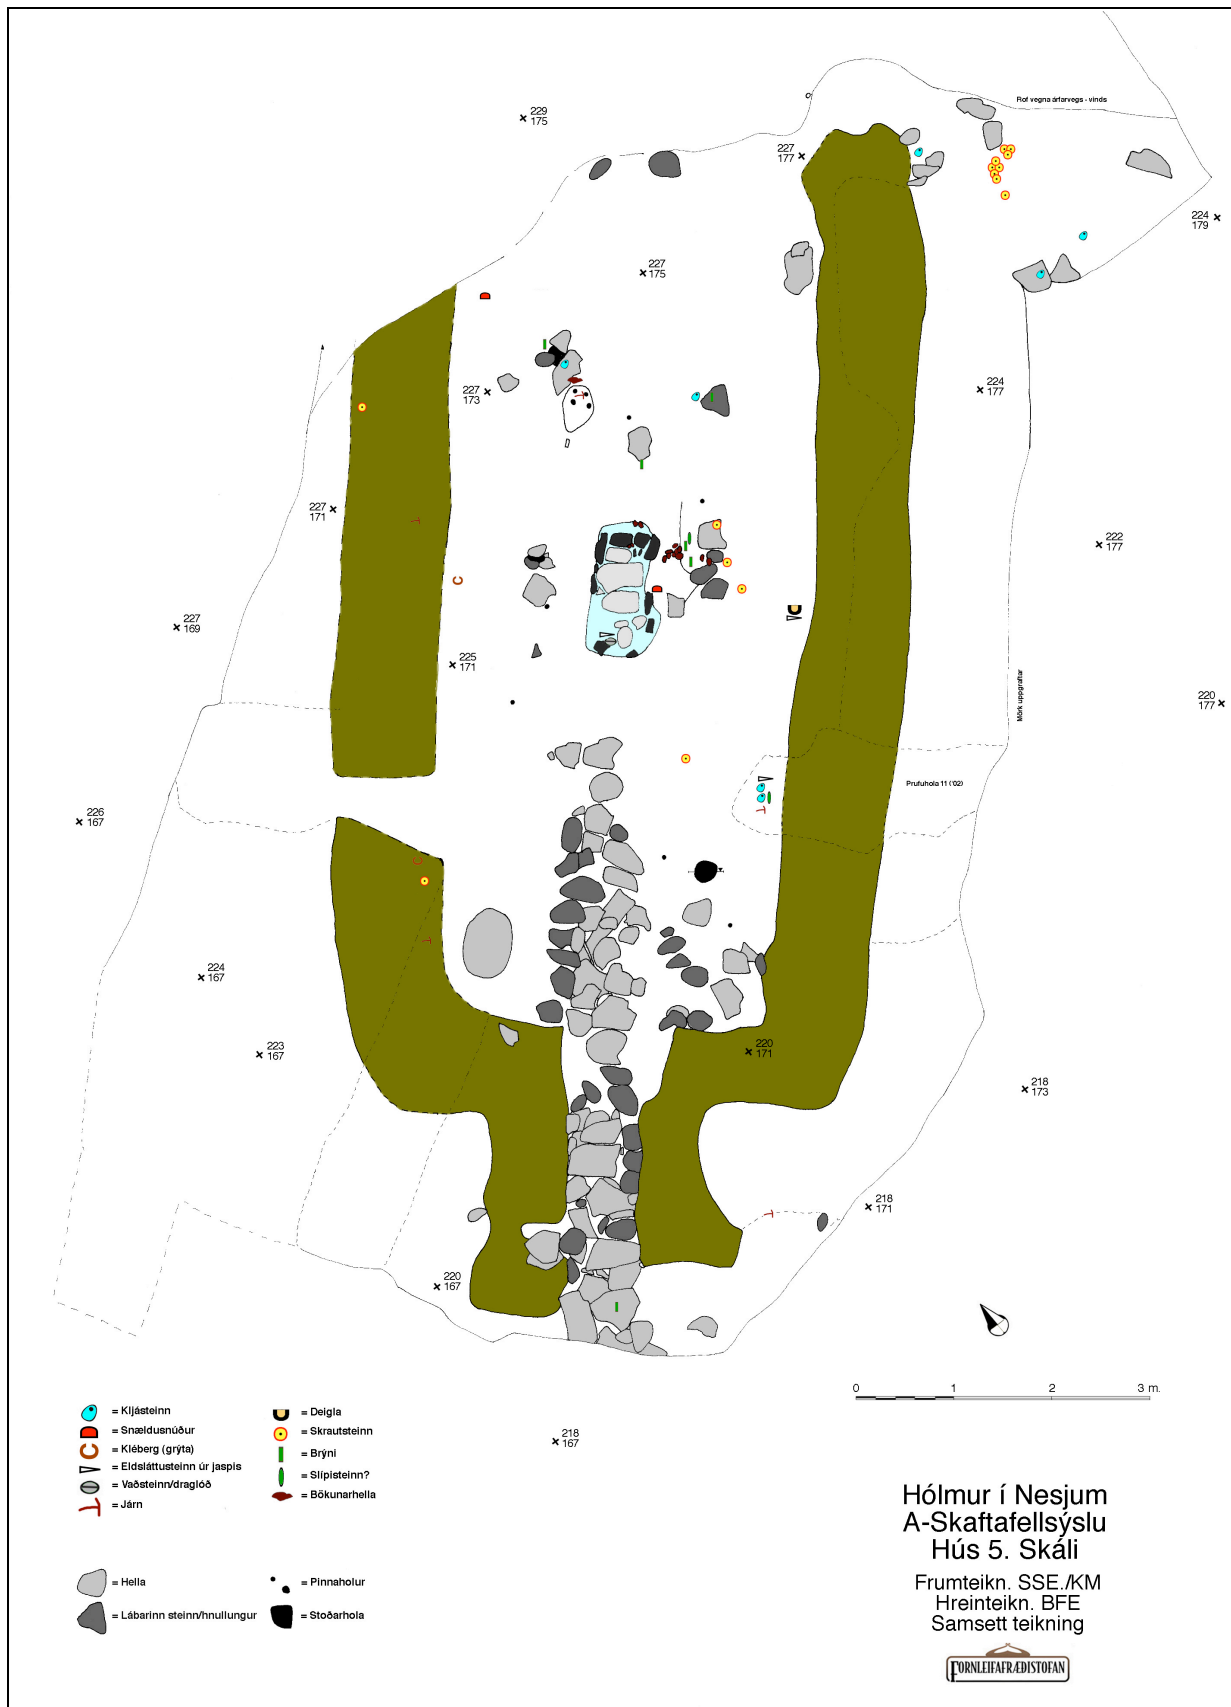 Rof vegna árfarvegs - vinds
229
175
227
177
224
179
227
175
227
173
224
177
227
171
222
177
227
169
225
171
220
177
Mörk uppgraftar
Prufuhola 11 ('02)
226
167
224
167
223
167
220
171
218
173
218
171
220
167
218
167
0 1 2 3 m.
= Kljásteinn
= Snældusnúður
= Kléberg (grýta)
= Eldsláttusteinn úr jaspis
= Vaðsteinn/draglóð
= Járn
= Deigla
= Skrautsteinn
= Brýni
= Slípisteinn?
= Bökunarhella
= Hella
= Lábarinn steinn/hnullungur
= Pinnaholur
= Stoðarhola
Hólmur í Nesjum
A-Skaftafellsýslu
Hús 5. Skáli
Frumteikn. SSE./KM
Hreinteikn. BFE
Samsett teikning
FORNLEIFAFRÆÐISTOFAN